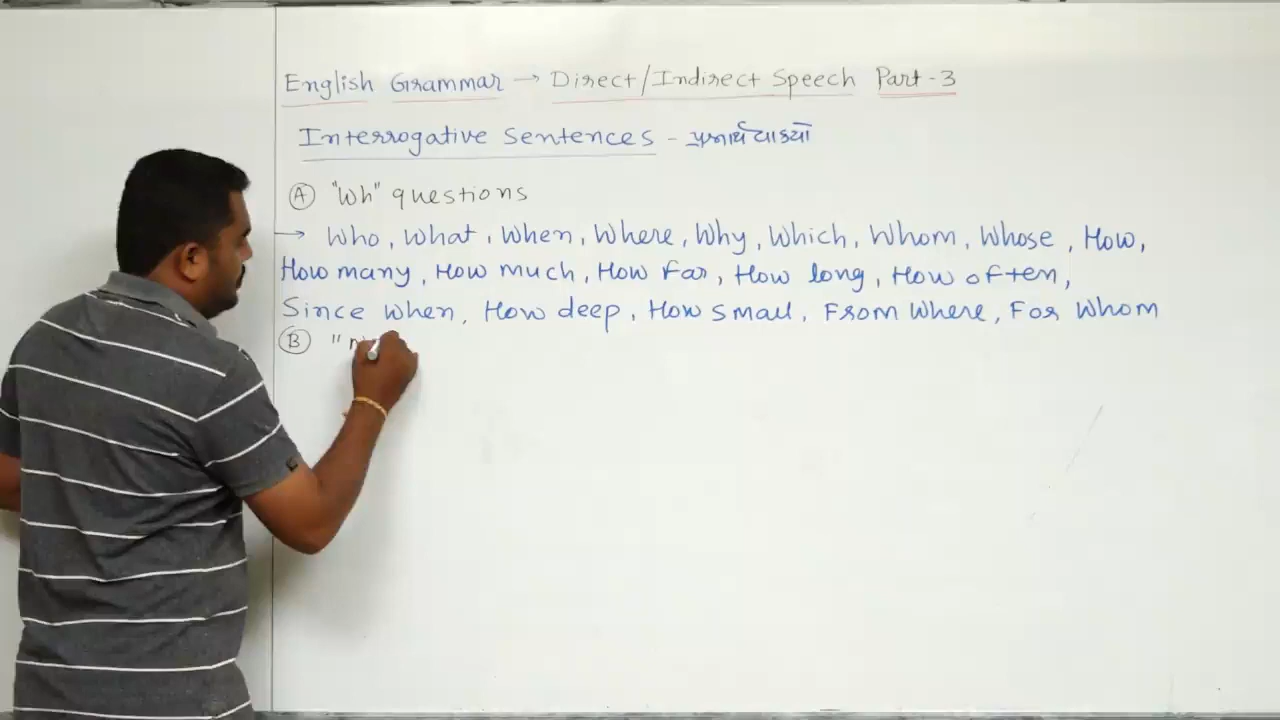 English Grammar → Direct/Indirect Speech Part-3
Interrogative Sentences - પ્રશ્નાર્થ વાક્યો
Ⓐ "Wh" questions
→ Who, What, When, Where, Why, Which, Whom, Whose, How,
How many, How much, How far, How long, How often,
Since when, How deep, How small, From Where, For Whom
Ⓑ "